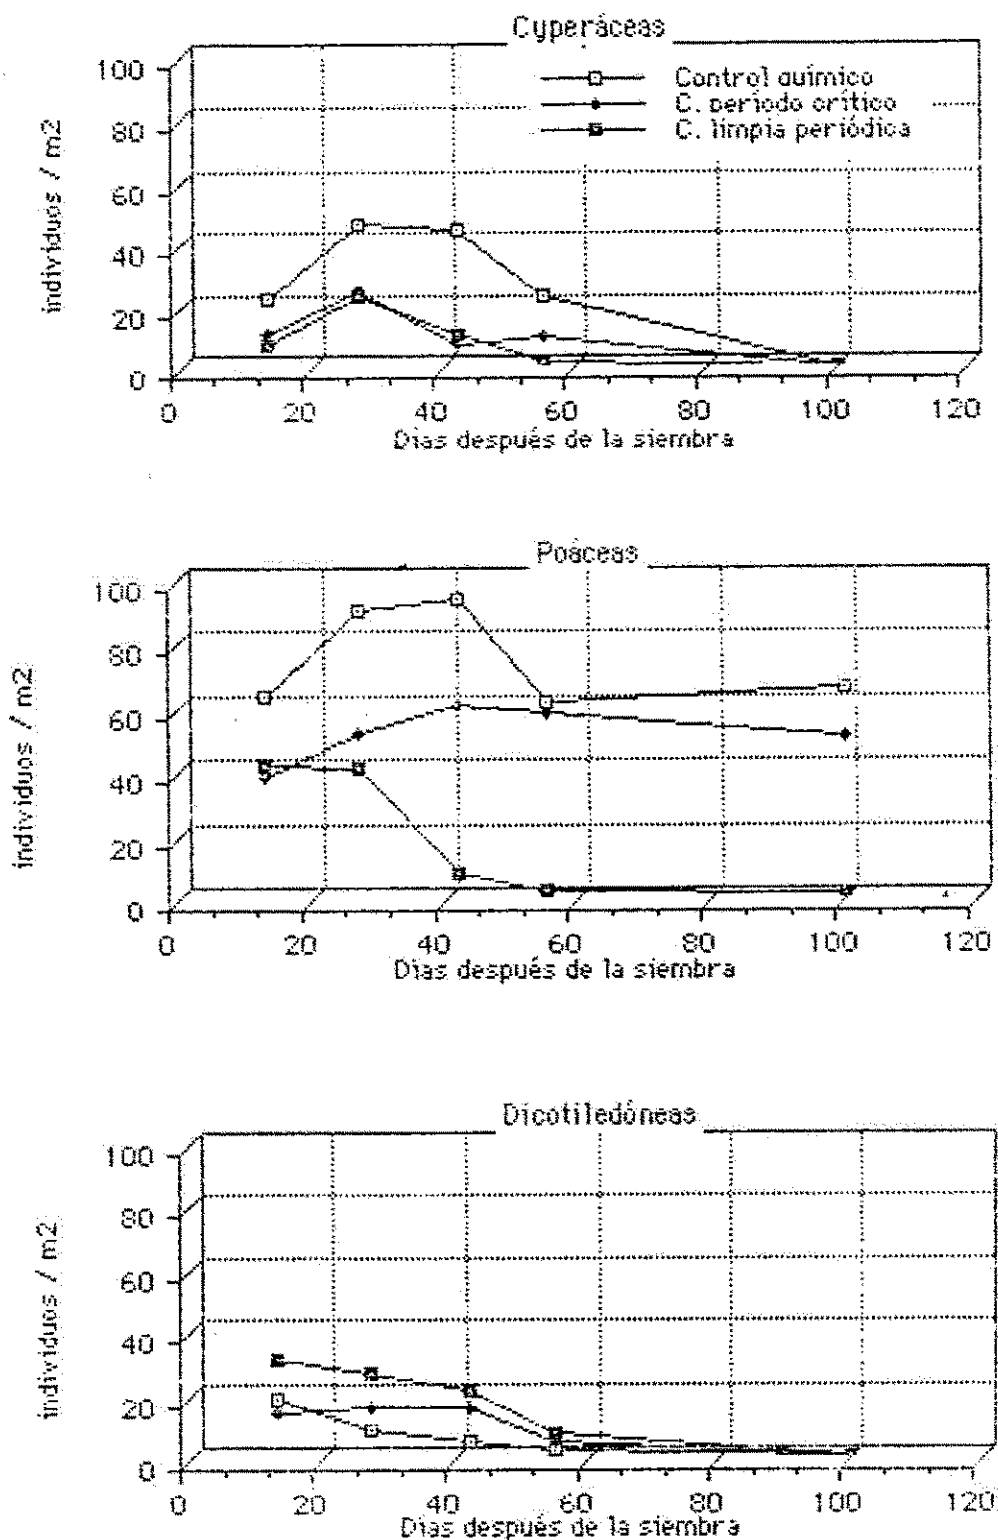 Cyperáceas
Control químico
C. período crítico
C. limpia periódica
individuos / m2
100
80
60
40
20
0
0 20 40 60 80 100 120
Días después de la siembra
Poáceas
individuos / m2
100
80
60
40
20
0
0 20 40 60 80 100 120
Días después de la siembra
Dicotiledóneas
individuos / m2
100
80
60
40
20
0
0 20 40 60 80 100 120
Días después de la siembra